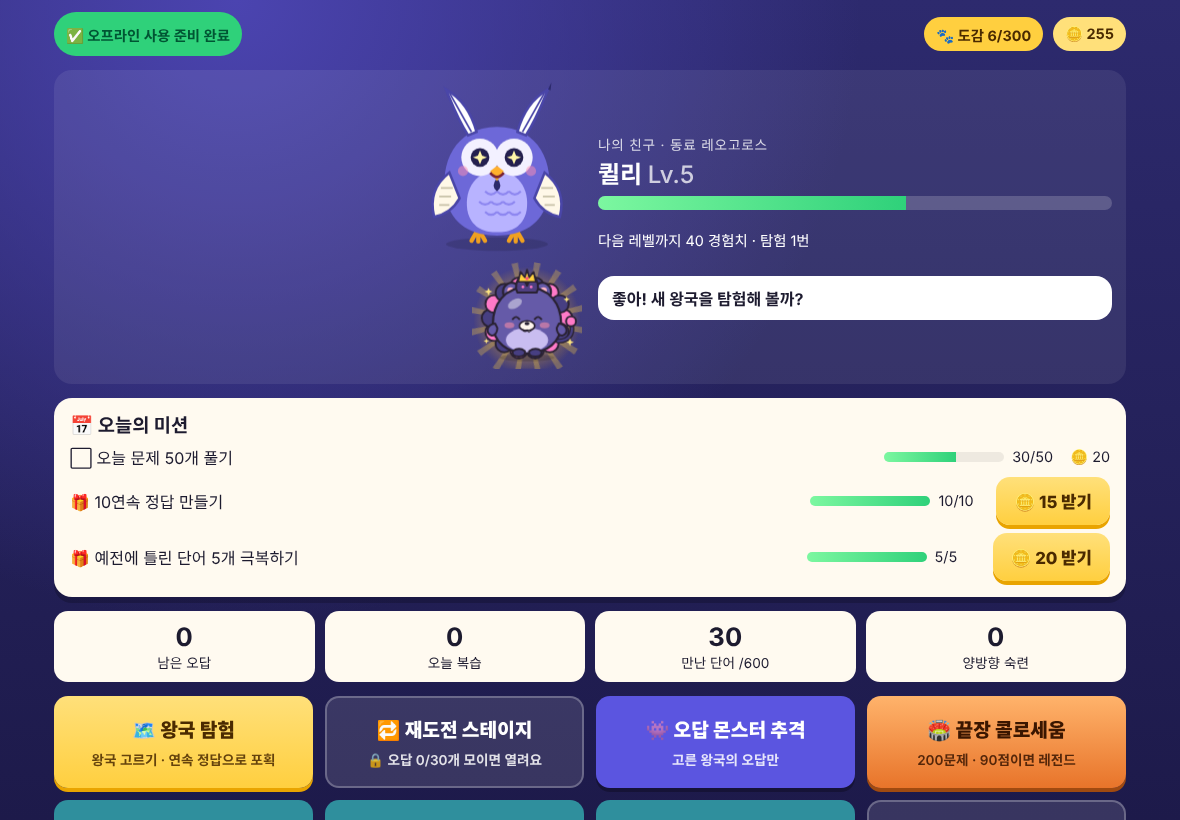 ✅ 오프라인 사용 준비 완료
🐾 도감 6/300
🪙 255
나의 친구 · 동료 레오고로스
퀼리 Lv.5
다음 레벨까지 40 경험치 · 탐험 1번
좋아! 새 왕국을 탐험해 볼까?
📅 오늘의 미션
오늘 문제 50개 풀기 30/50 🪙 20
🎁 10연속 정답 만들기 10/10 🪙 15 받기
🎁 예전에 틀린 단어 5개 극복하기 5/5 🪙 20 받기
0
남은 오답
0
오늘 복습
30
만난 단어 /600
0
양방향 숙련
🗺️ 왕국 탐험
왕국 고르기 · 연속 정답으로 포획
🔁 재도전 스테이지
🔒 오답 0/30개 모이면 열려요
👾 오답 몬스터 추격
고른 왕국의 오답만
🏟️ 끝장 콜로세움
200문제 · 90점이면 레전드